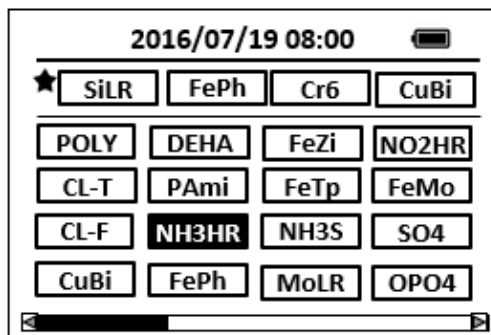 2016/07/19 08:00
SiLR FePh Cr6 CuBi
POLY DEHA FeZi NO2HR
CL-T PAmi FeTp FeMo
CL-F NH3HR NH3S SO4
CuBi FePh MoLR OPO4